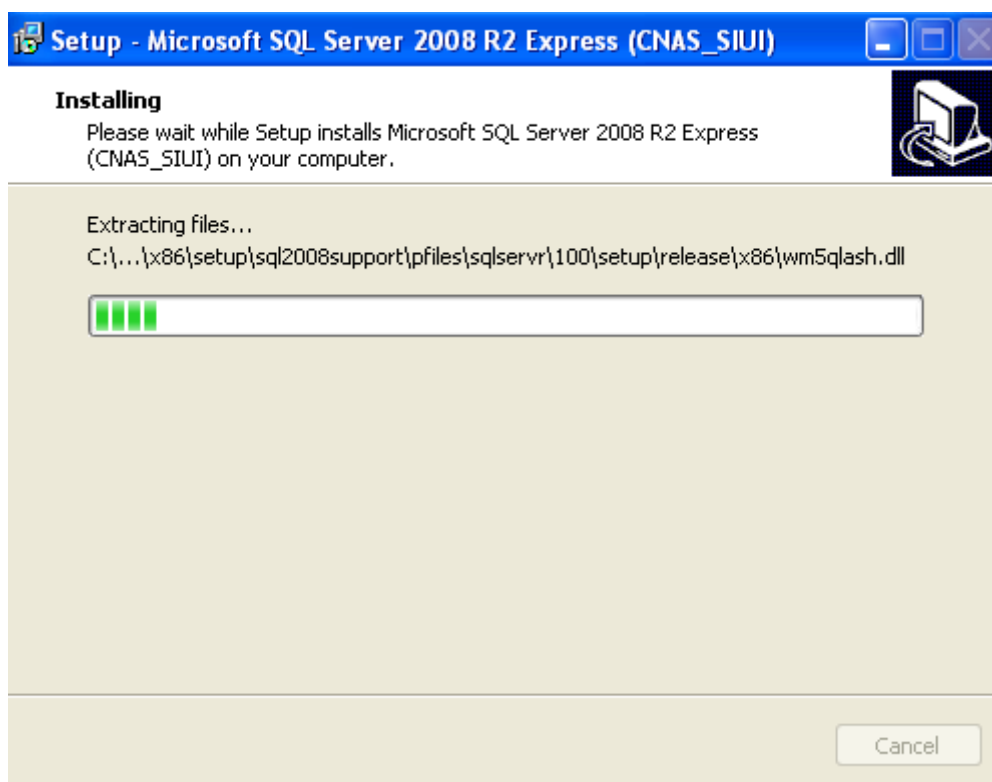 Setup - Microsoft SQL Server 2008 R2 Express (CNAS_SIUI)
Installing
Please wait while Setup installs Microsoft SQL Server 2008 R2 Express
(CNAS_SIUI) on your computer.
Extracting files...
C:\...\x86\setup\sql2008support\pfiles\sqlservr\100\setup\release\x86\wm5qlash.dll
Cancel